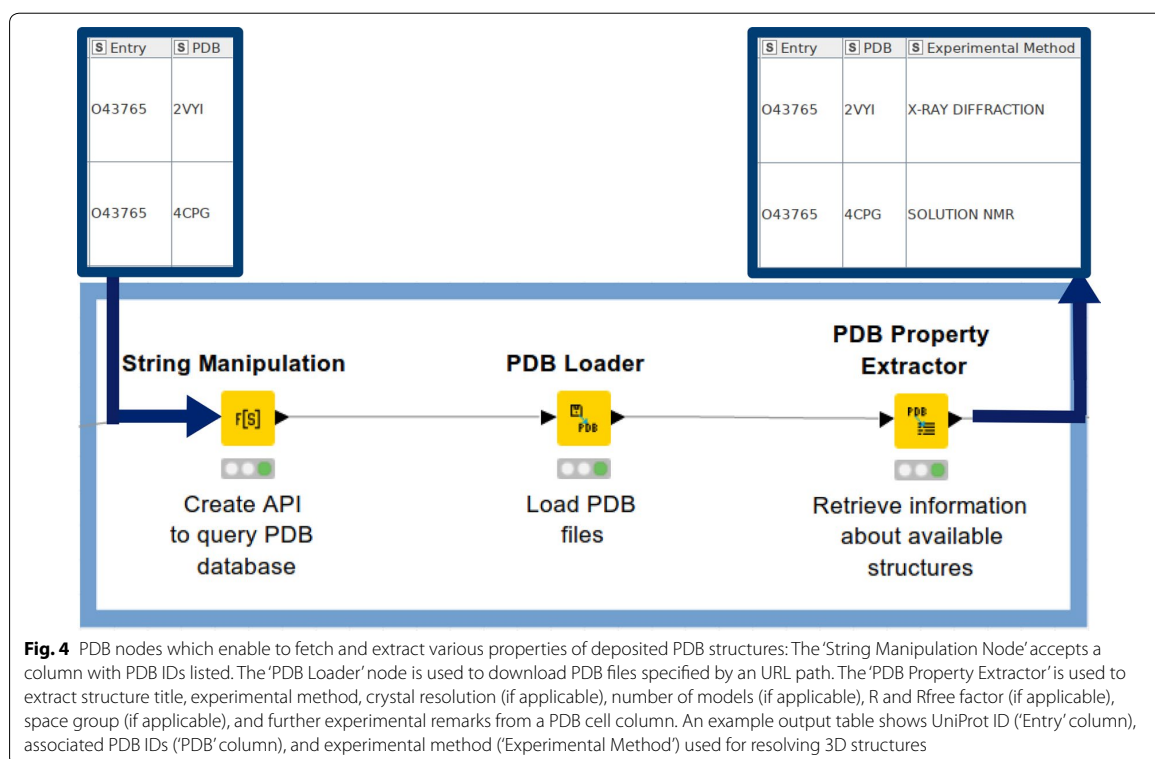 S Entry S PDB
O43765 2VYI
O43765 4CPG
S Entry S PDB S Experimental Method
O43765 2VYI X-RAY DIFFRACTION
O43765 4CPG SOLUTION NMR
String Manipulation
F[S]
Create API
to query PDB
database
PDB Loader
PDB
Load PDB
files
PDB Property
Extractor
PDB
Retrieve information
about available
structures
Fig. 4 PDB nodes which enable to fetch and extract various properties of deposited PDB structures: The ‘String Manipulation Node’ accepts a
column with PDB IDs listed. The ‘PDB Loader’ node is used to download PDB files specified by an URL path. The ‘PDB Property Extractor’ is used to
extract structure title, experimental method, crystal resolution (if applicable), number of models (if applicable), R and Rfree factor (if applicable),
space group (if applicable), and further experimental remarks from a PDB cell column. An example output table shows UniProt ID (‘Entry’ column),
associated PDB IDs (‘PDB’ column), and experimental method (‘Experimental Method’) used for resolving 3D structures